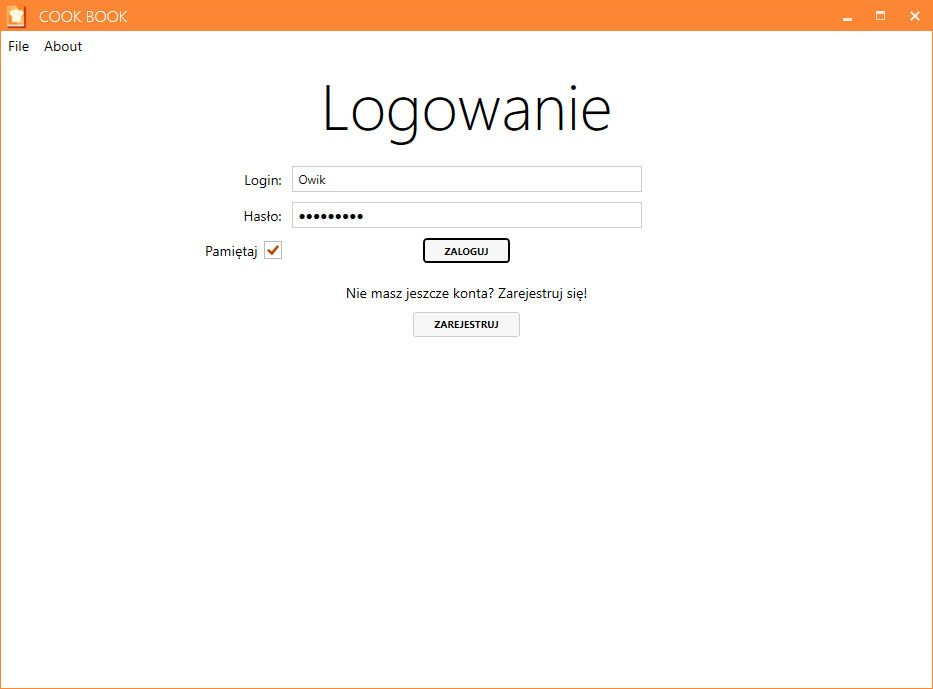 COOK BOOK
File About
Logowanie
Login: Owik
Hasło: •••••••••
Pamiętaj ZALOGUJ
Nie masz jeszcze konta? Zarejestruj się!
ZAREJESTRUJ